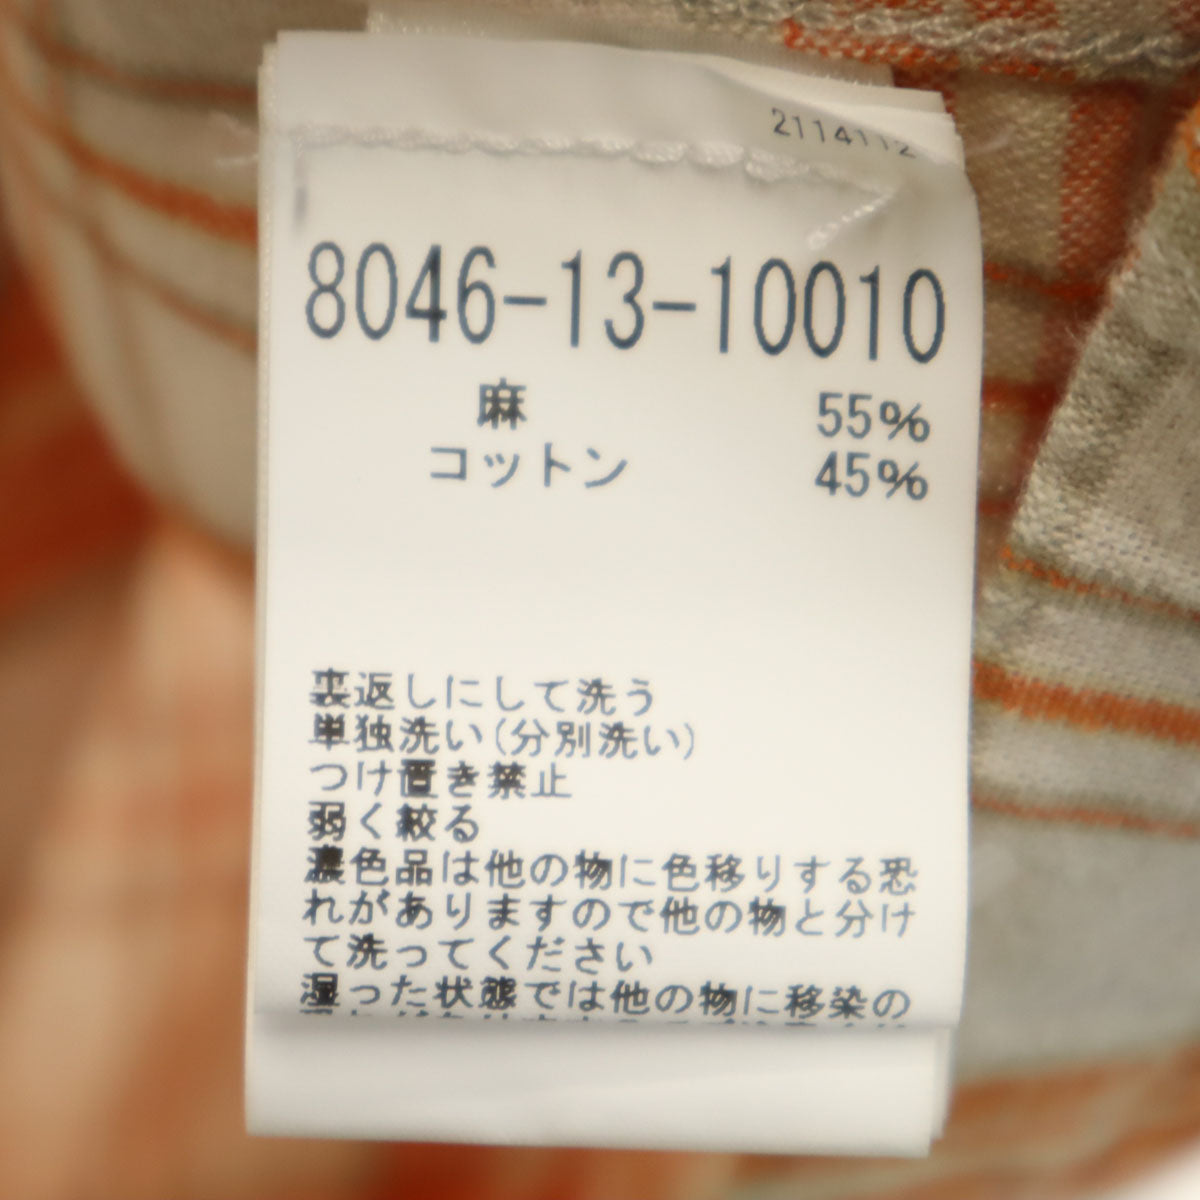 2114112
8046-13-10010
麻 55%
コットン 45%
裏返しにして洗う
単独洗い(分別洗い)
つけ置き禁止
弱く絞る
濃色品は他の物に色移りする恐
れがありますので他の物と分け
て洗ってください
湿った状態では他の物に移染の